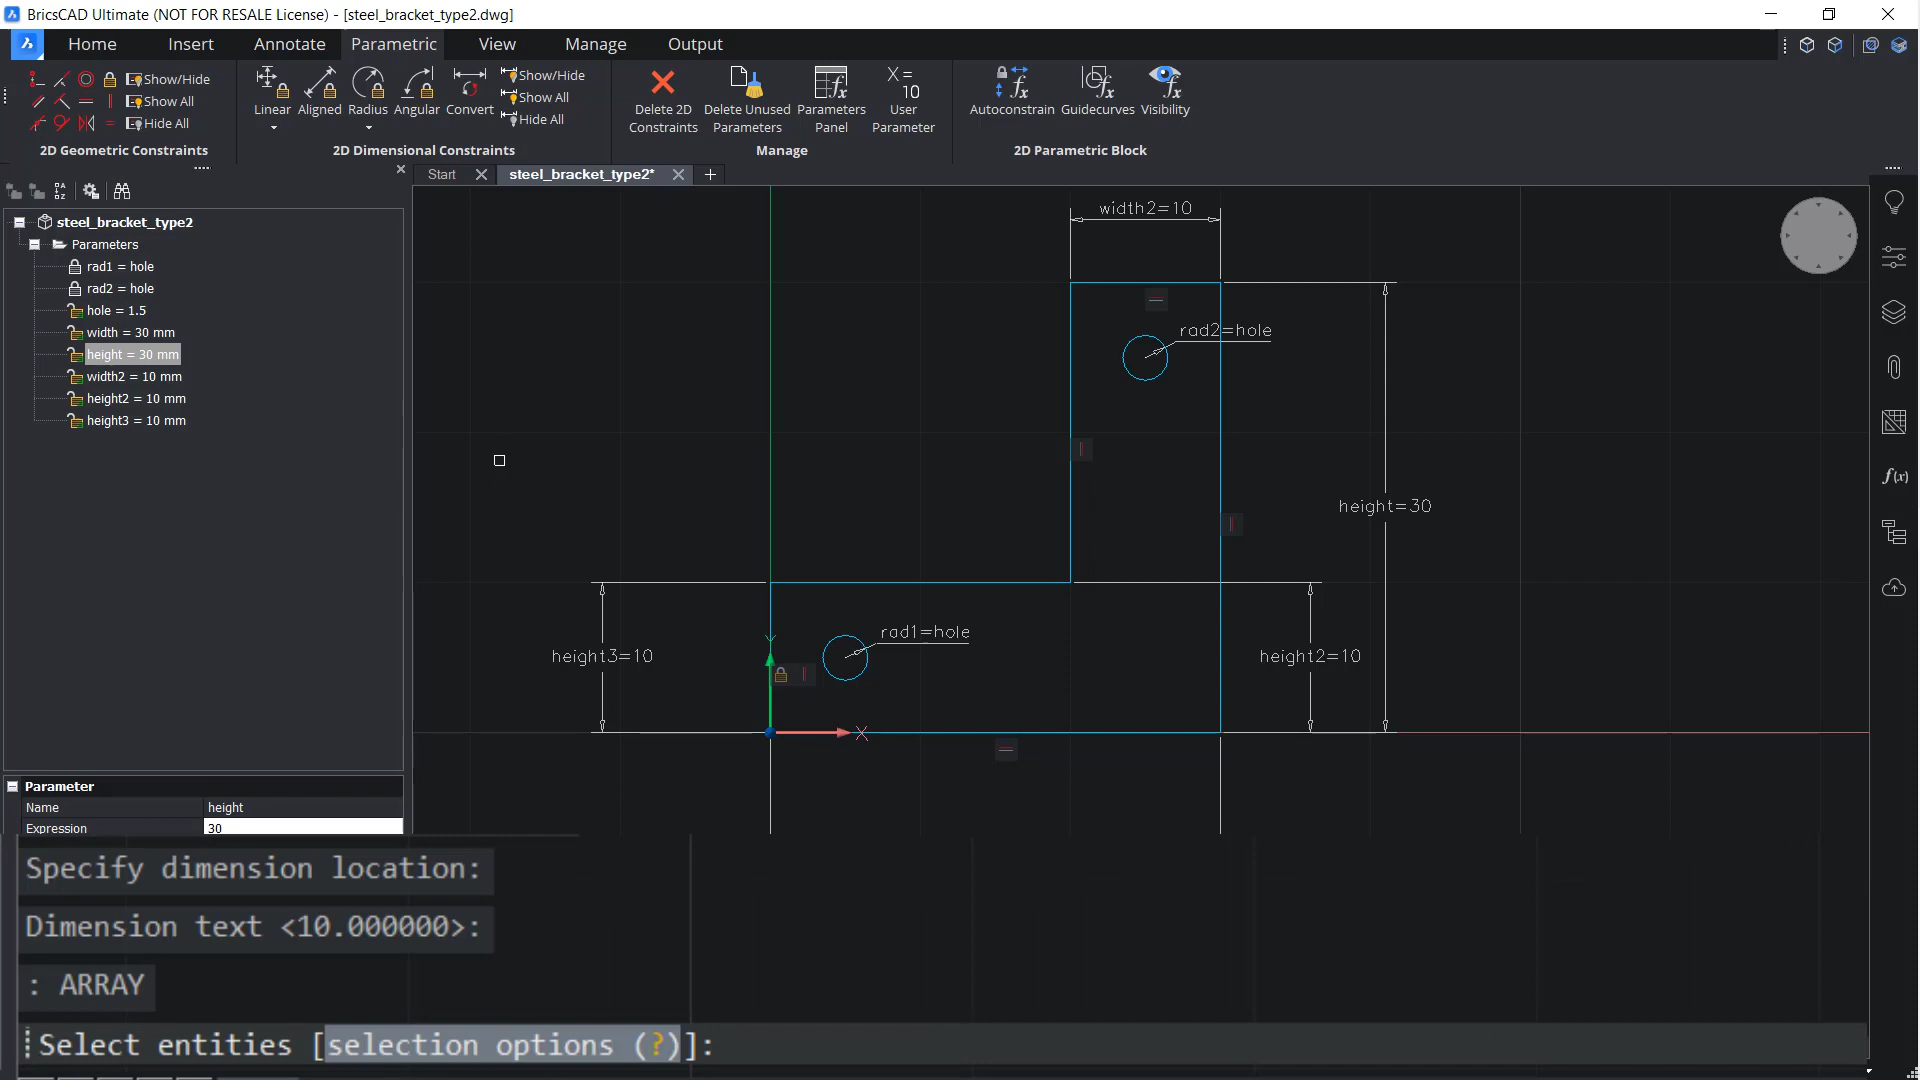 BricsCAD Ultimate (NOT FOR RESALE License) - [steel_bracket_type2.dwg]
Home Insert Annotate Parametric View Manage Output
Show/Hide
Show All
Hide All
2D Geometric Constraints
Linear Aligned Radius Angular Convert
Show/Hide
Show All
Hide All
2D Dimensional Constraints
Delete 2D Constraints
Delete Unused Parameters
Parameters Panel
X = 10
User Parameter
Manage
Autoconstrain Guidecurves Visibility
2D Parametric Block
Start steel_bracket_type2*
steel_bracket_type2
Parameters
rad1 = hole
rad2 = hole
hole = 1.5
width = 30 mm
height = 30 mm
width2 = 10 mm
height2 = 10 mm
height3 = 10 mm
width2=10
rad2=hole
height=30
rad1=hole
height3=10
height2=10
Y
X
f(x)
Parameter
Name height
Expression 30
Specify dimension location:
Dimension text <10.000000>:
: ARRAY
Select entities [selection options (?)]: